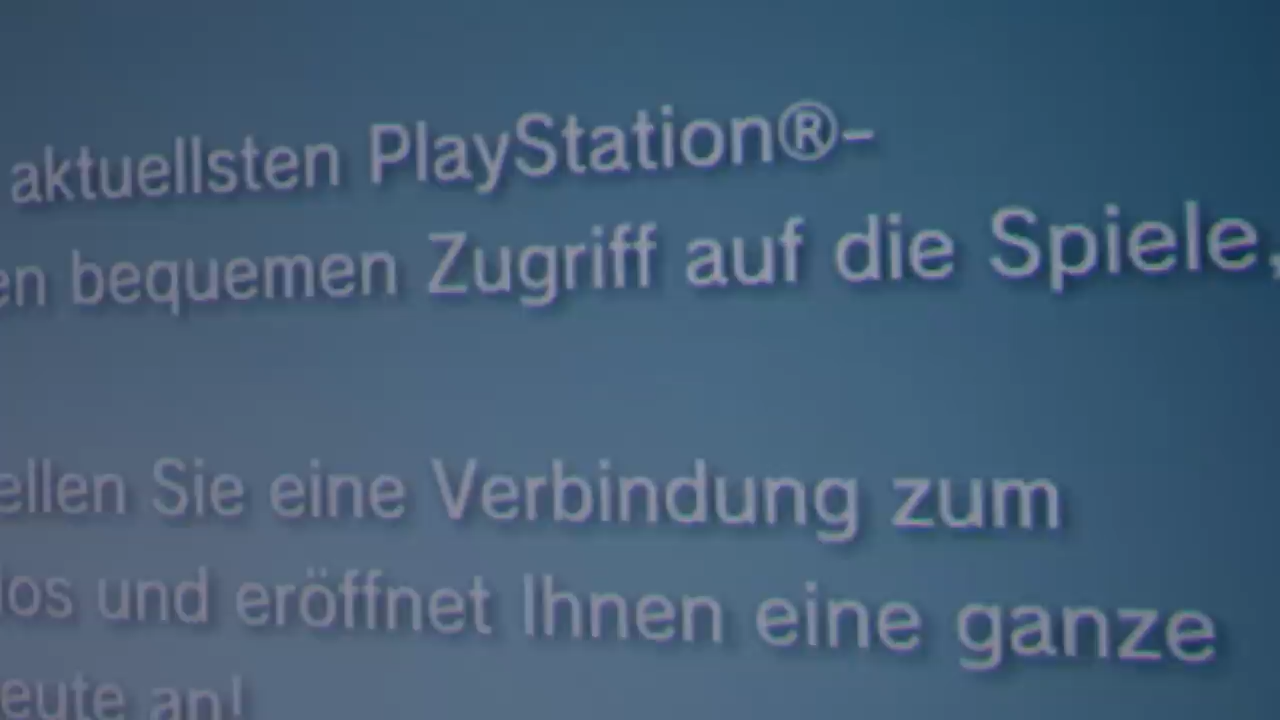 aktuellsten PlayStation®–
en bequemen Zugriff auf die Spiele,
ellen Sie eine Verbindung zum
los und eröffnet Ihnen eine ganze
eute an!